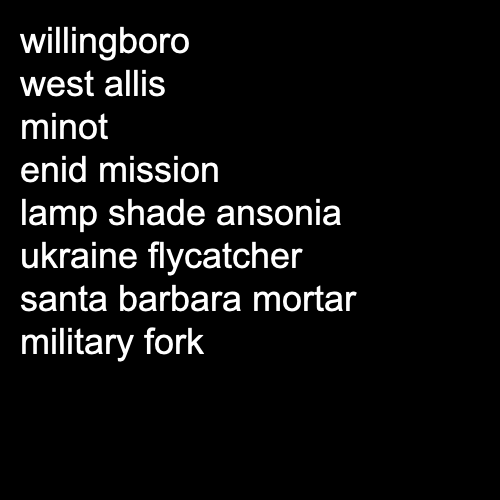 willingboro
west allis
minot
enid mission
lamp shade ansonia
ukraine flycatcher
santa barbara mortar
military fork